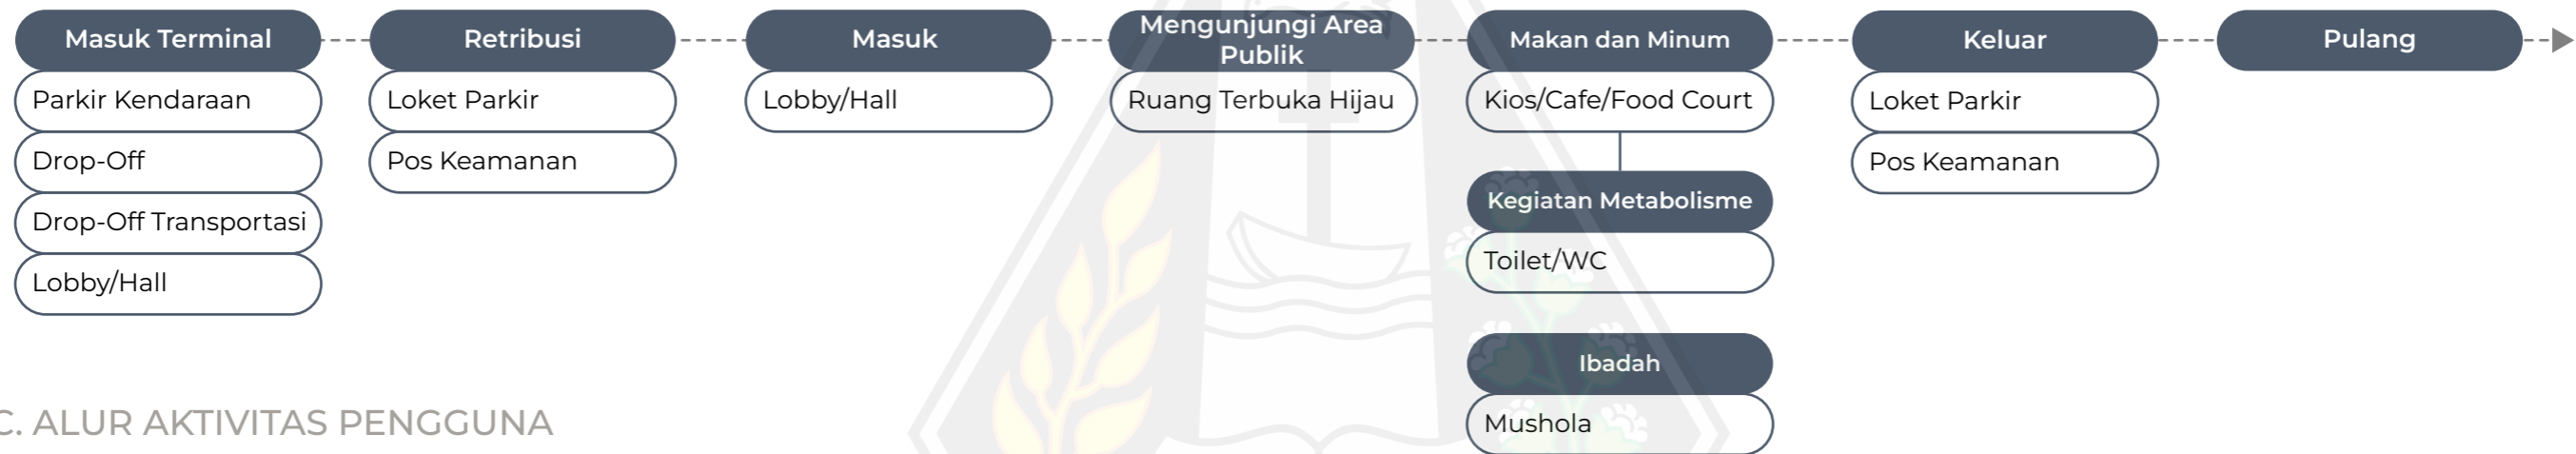 Masuk Terminal
Parkir Kendaraan
Drop-Off
Drop-Off Transportasi
Lobby/Hall
Retribusi
Loket Parkir
Pos Keamanan
Masuk
Lobby/Hall
Mengunjungi Area
Publik
Ruang Terbuka Hijau
Makan dan Minum
Kios/Cafe/Food Court
Kegiatan Metabolisme
Toilet/WC
Ibadah
Mushola
Keluar
Loket Parkir
Pos Keamanan
Pulang
C. ALUR AKTIVITAS PENGGUNA